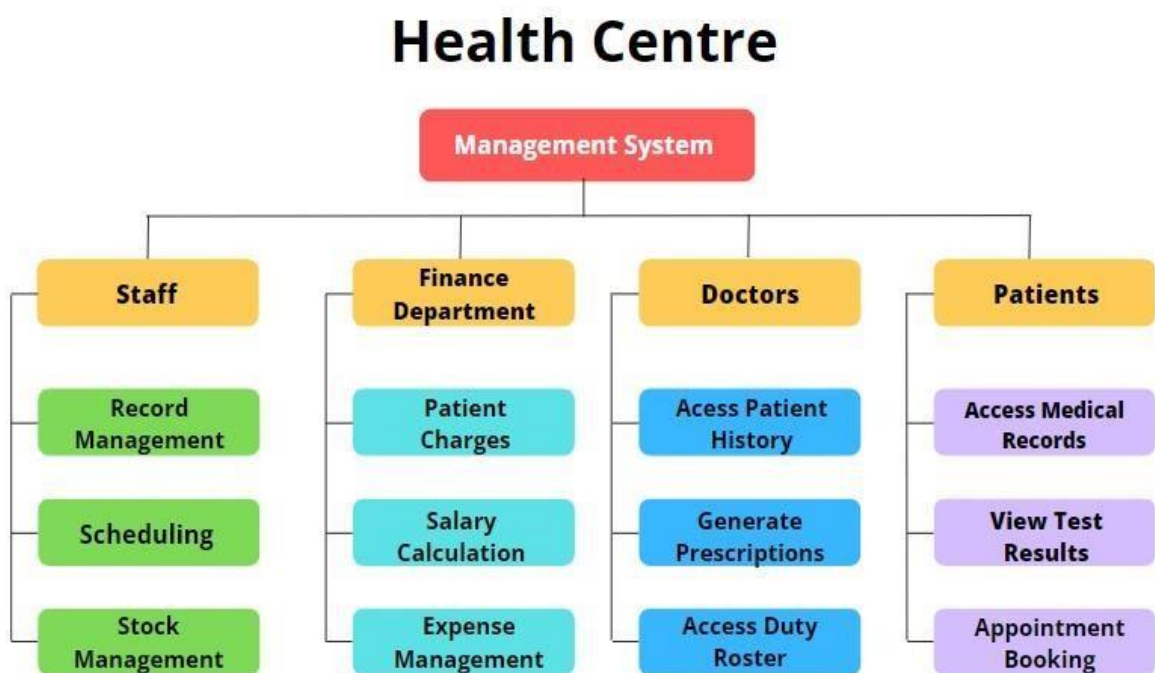 Health Centre
Management System
Staff
Finance
Department
Doctors
Patients
Record
Management
Patient
Charges
Acess Patient
History
Access Medical
Records
Scheduling
Salary
Calculation
Generate
Prescriptions
View Test
Results
Stock
Management
Expense
Management
Access Duty
Roster
Appointment
Booking